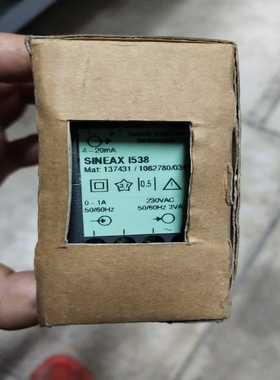 4 – 20mA
SINEAX I538
Mat: 137431 / 1062780/03
0.5
0 - 1A 230VAC
50/60Hz 50/60Hz 3VA